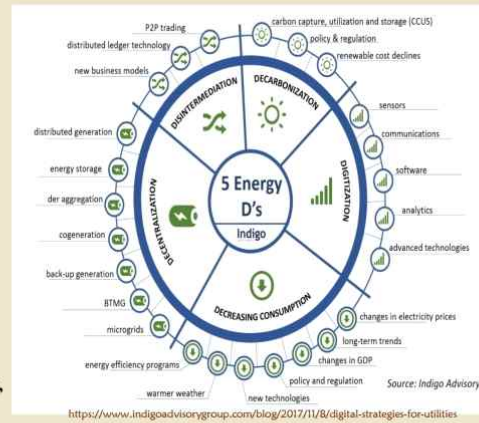 P2P trading
distributed ledger technology
new business models
distributed generation
energy storage
der aggregation
cogeneration
back-up generation
BTMG
microgrids
carbon capture, utilization and storage (CCUS)
policy & regulation
renewable cost declines
sensors
communications
software
analytics
advanced technologies
changes in electricity prices
long-term trends
changes in GDP
policy and regulation
new technologies
warmer weather
energy efficiency programs
DISINTERMEDIATION
DECARBONIZATION
DIGITIZATION
DECREASING CONSUMPTION
DECENTRALIZATION
5 Energy
D's
Indigo
Source: Indigo Advisory
https://www.indigoadvisorygroup.com/blog/2017/11/8/digital-strategies-for-utilities